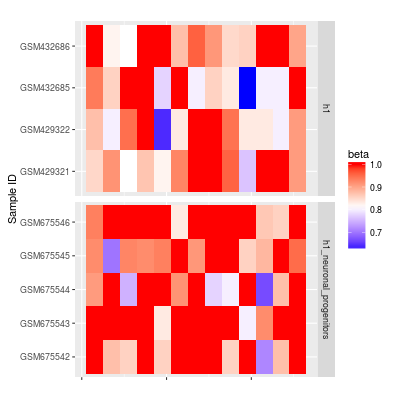 Sample ID
GSM432686
GSM432685
GSM429322
GSM429321
h1
GSM675546
GSM675545
GSM675544
GSM675543
GSM675542
h1_neuronal_progenitors
beta
1.0
0.9
0.8
0.7